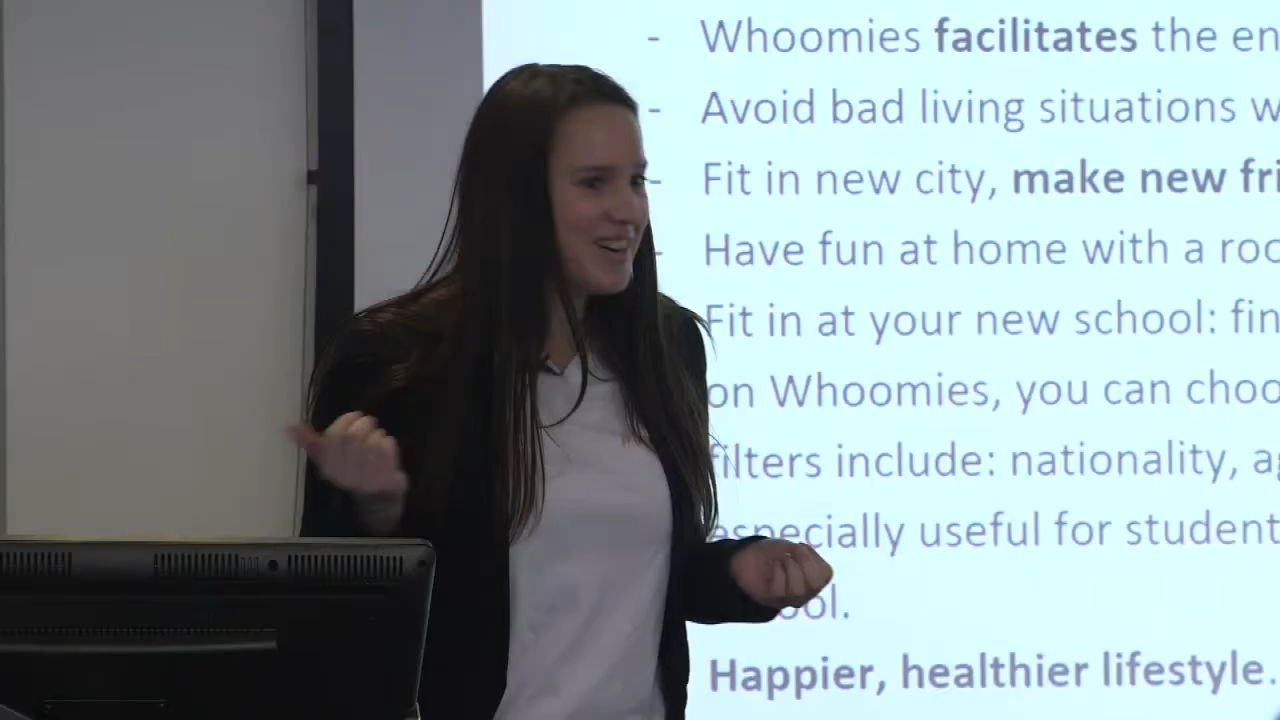 - Whoomies facilitates the en
- Avoid bad living situations w
- Fit in new city, make new fri
- Have fun at home with a roo
Fit in at your new school: fin
on Whoomies, you can choo
filters include: nationality, ag
especially useful for student
ool.
Happier, healthier lifestyle.